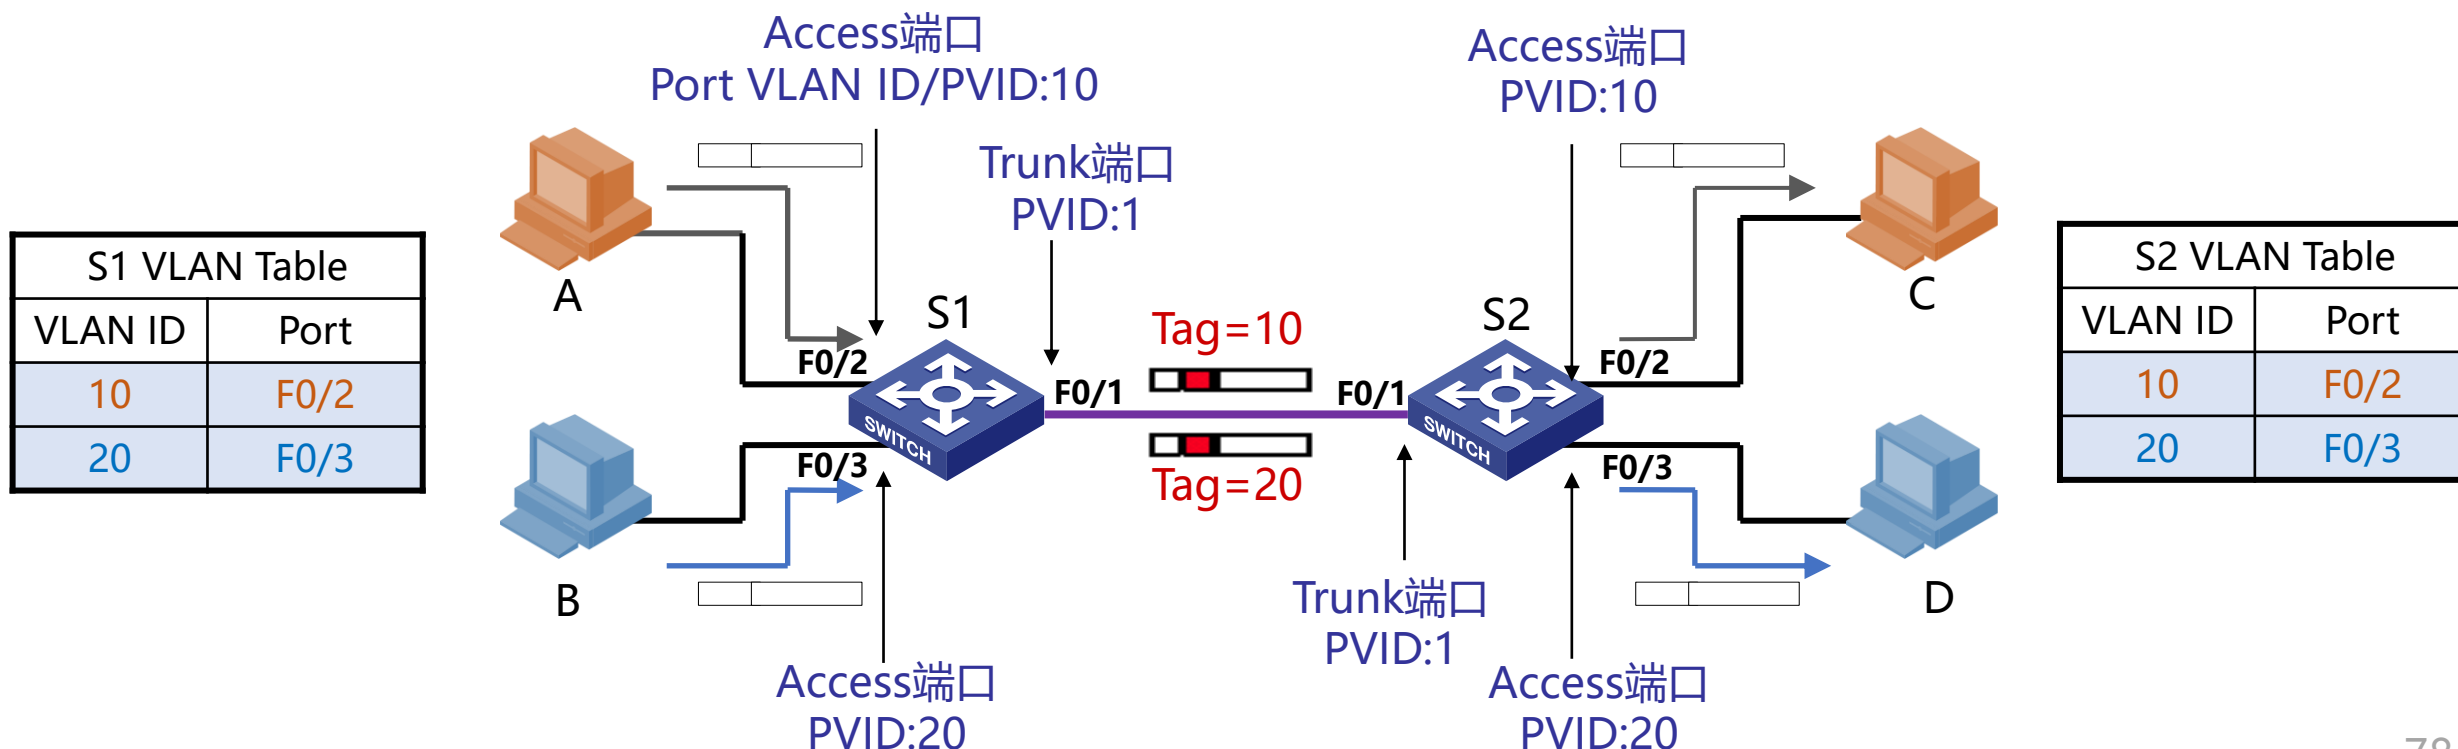 Access端口
Port VLAN ID/PVID:10
Access端口
PVID:10
Trunk端口
PVID:1
S1 VLAN Table
VLAN ID Port
10 F0/2
20 F0/3
A
B
S1
F0/2
F0/3
F0/1
SWITCH
Tag=10
Tag=20
S2
F0/1
F0/2
F0/3
SWITCH
C
D
S2 VLAN Table
VLAN ID Port
10 F0/2
20 F0/3
Trunk端口
PVID:1
Access端口
PVID:20
Access端口
PVID:20